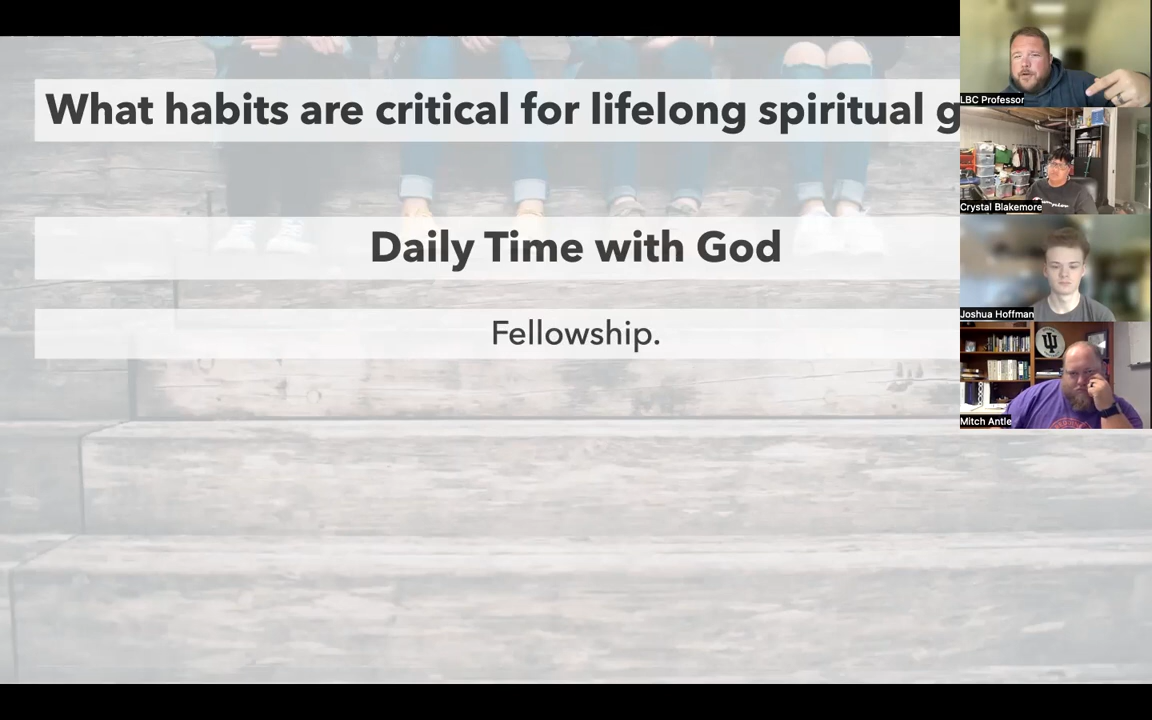 What habits are critical for lifelong spiritual g
Daily Time with God
Fellowship.
LBC Professor
Crystal Blakemore
Joshua Hoffman
Mitch Antle